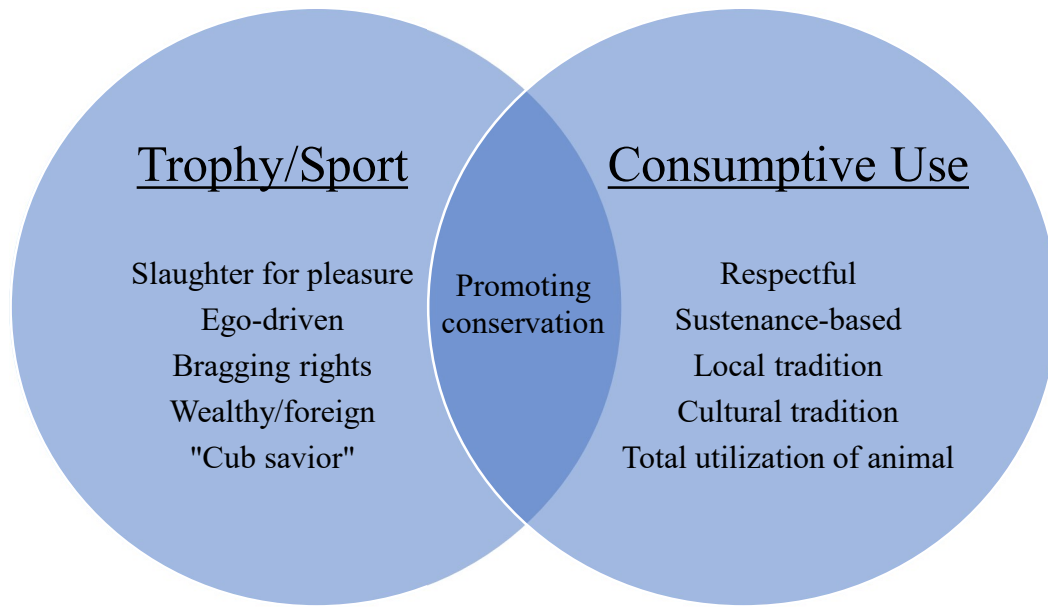 Trophy/Sport
Slaughter for pleasure
Ego-driven
Bragging rights
Wealthy/foreign
"Cub savior"
Promoting
conservation
Consumptive Use
Respectful
Sustenance-based
Local tradition
Cultural tradition
Total utilization of animal